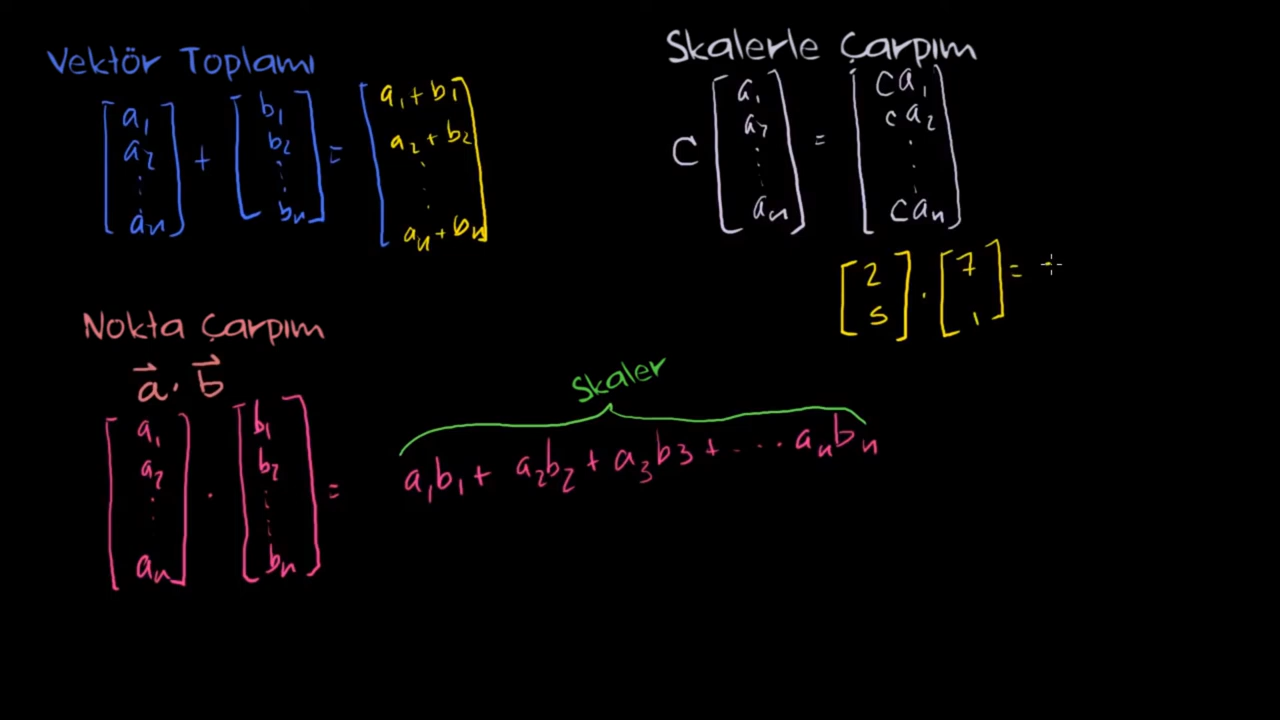 Vektör Toplamı
[a₁ a₂ ⋮ aₙ] + [b₁ b₂ ⋮ bₙ] = [a₁ + b₁ a₂ + b₂ ⋮ aₙ + bₙ]
Skalerle Çarpım
c [a₁ a₂ ⋮ aₙ] = [ca₁ ca₂ ⋮ caₙ]
[2 5] · [7 1] =
Nokta Çarpım
a⃗ · b⃗
Skaler
[a₁ a₂ ⋮ aₙ] · [b₁ b₂ ⋮ bₙ] = a₁b₁ + a₂b₂ + a₃b₃ + ... aₙbₙ